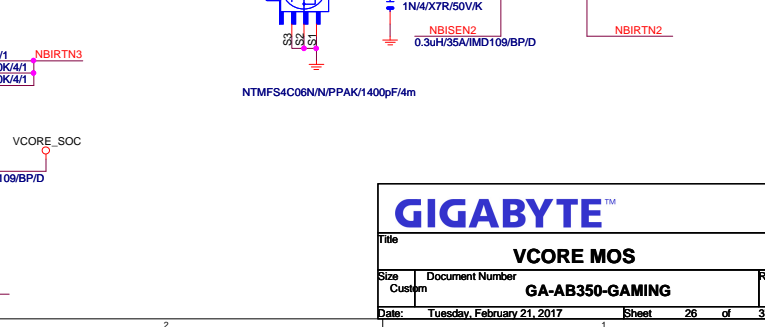 1N/4/X7R/50V/K
S3
S2
S1
NBISEN2
NBIRTN2
0.3uH/35A/IMD109/BP/D
/1
NBIRTN3
0K/4/1
0K/4/1
NTMFS4C06N/N/PPAK/1400pF/4m
VCORE_SOC
109/BP/D
GIGABYTE™
Title
VCORE MOS
Size
Document Number
R
Custom
GA-AB350-GAMING
Date: Tuesday, February 21, 2017 Sheet 26 of 3
2
1